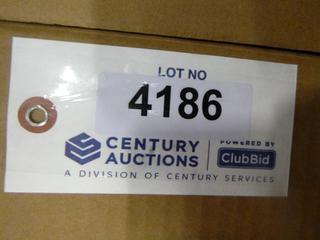 LOT NO
4186
CENTURY AUCTIONS
POWERED BY
ClubBid
A DIVISION OF CENTURY SERVICES